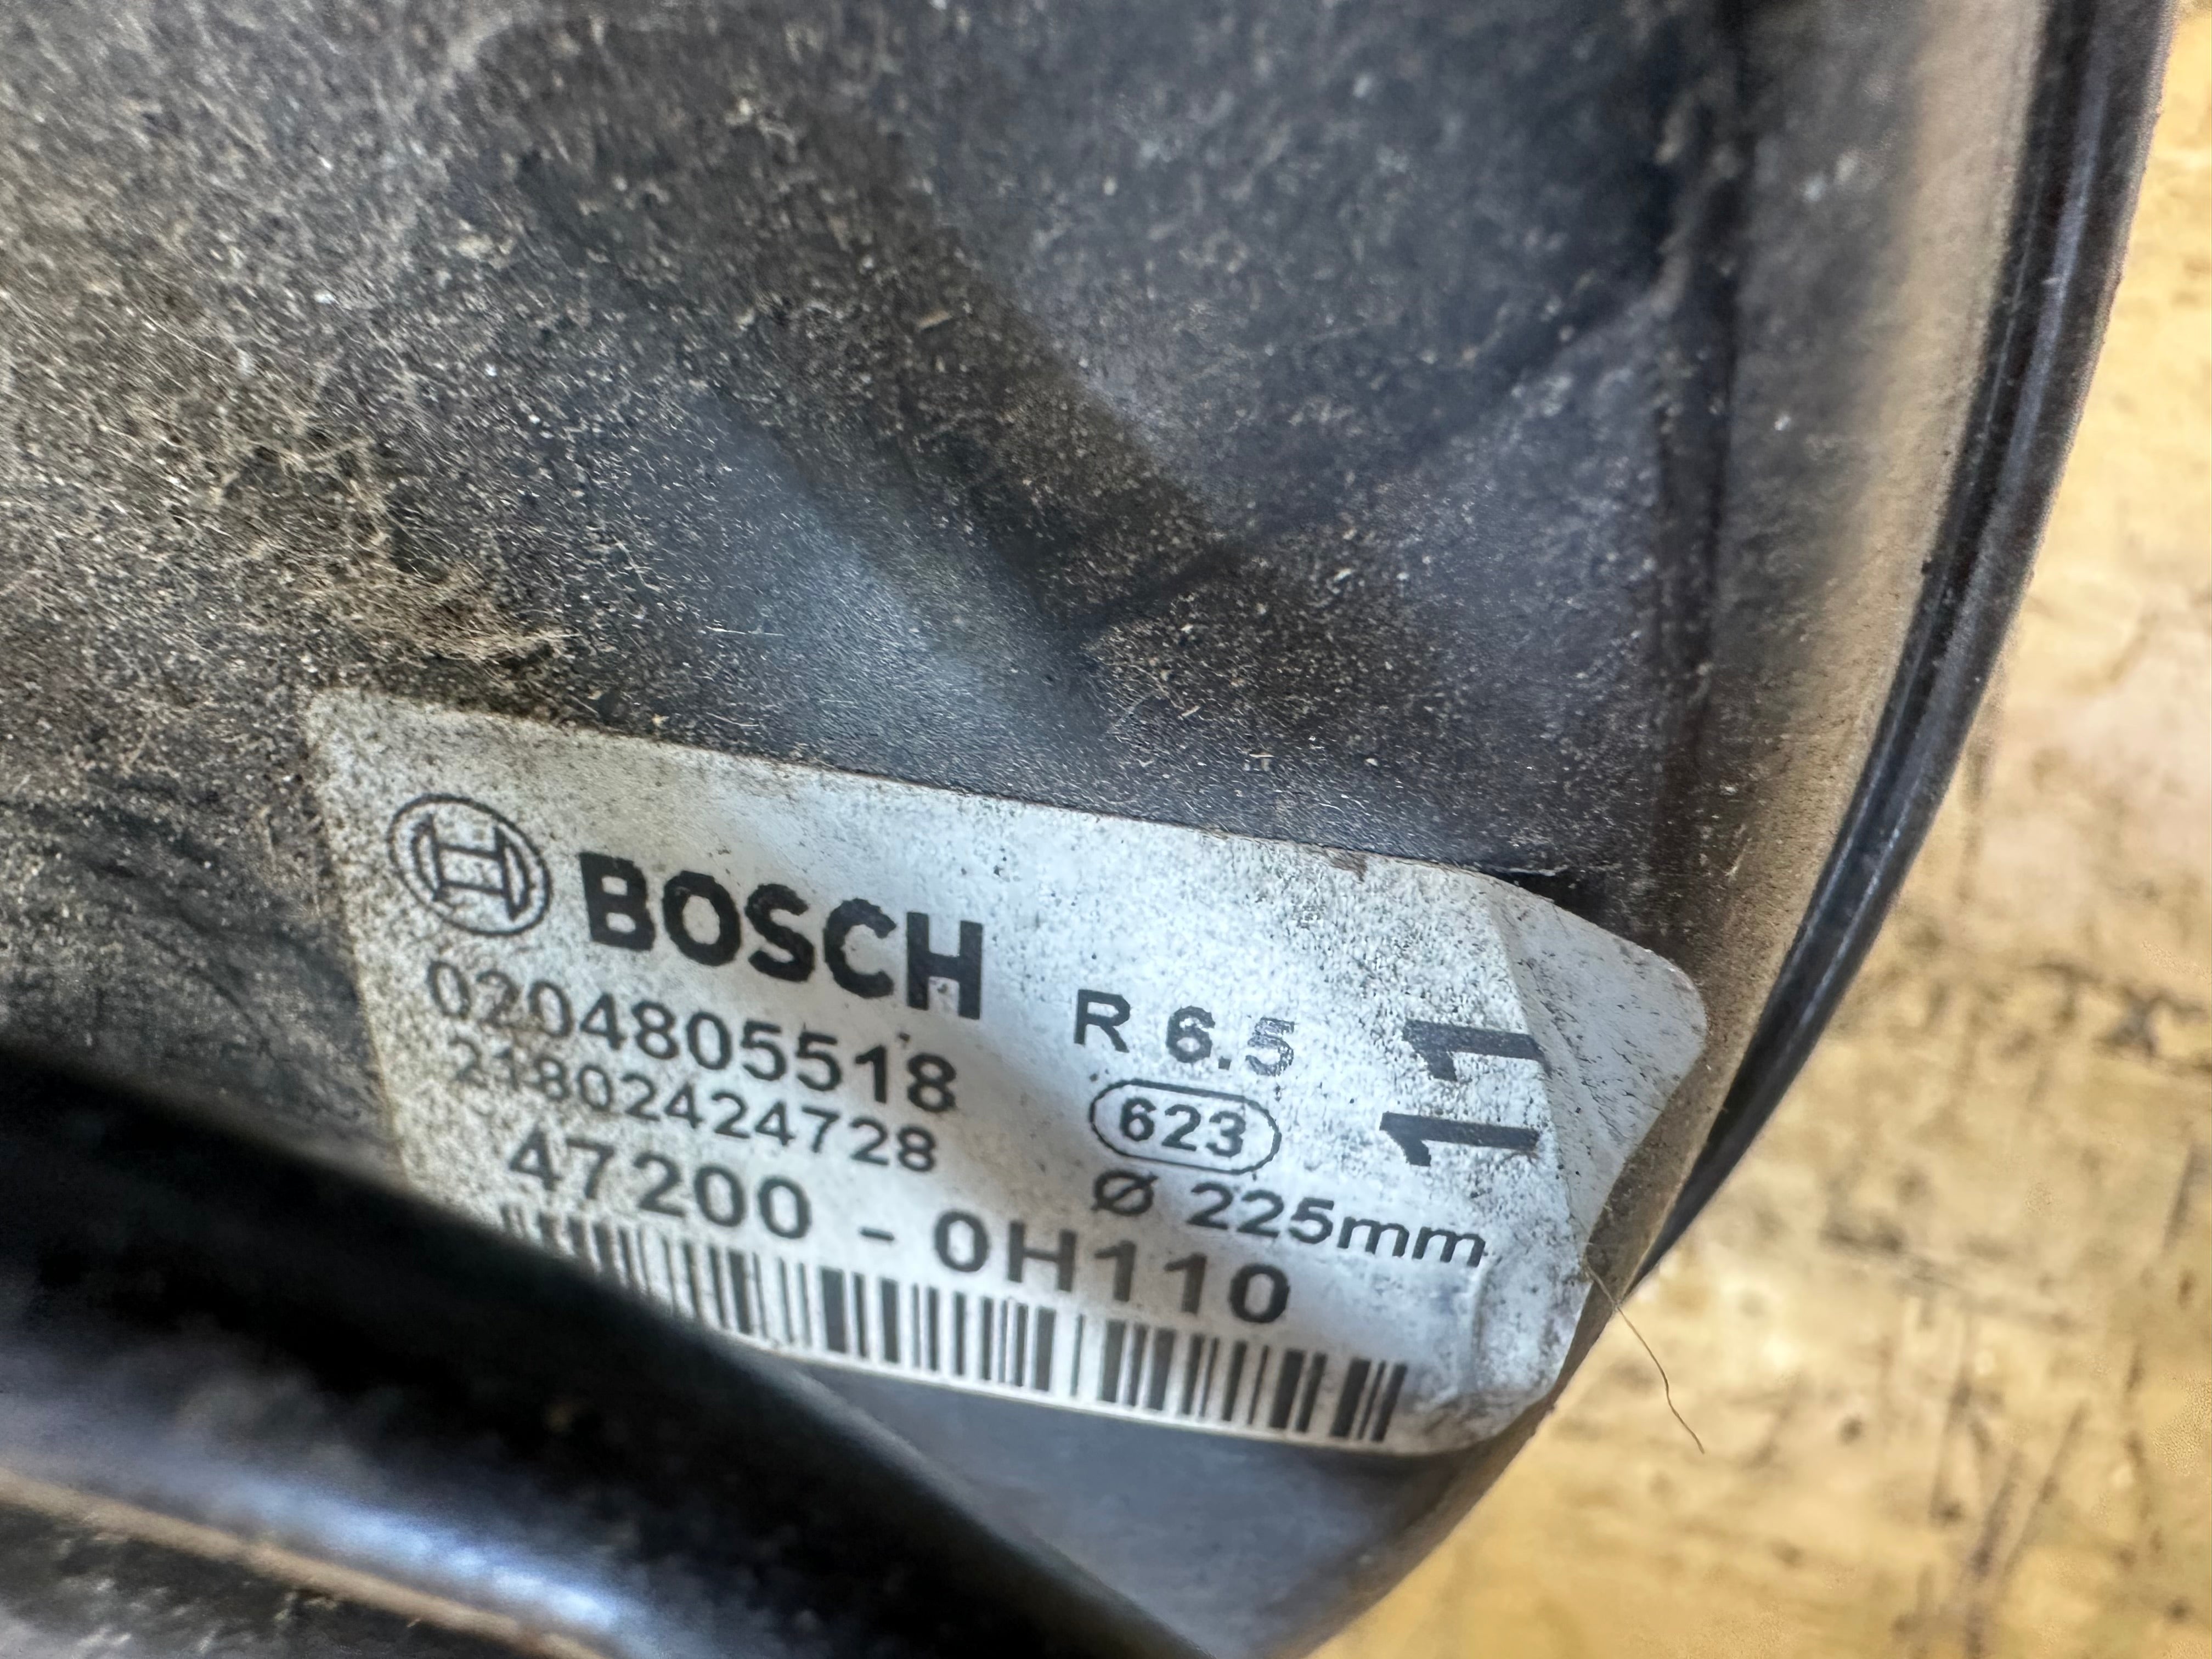 BOSCH
0204805518 R 6.5
21802424728 623
47200 - 0H110 Ø 225mm
11